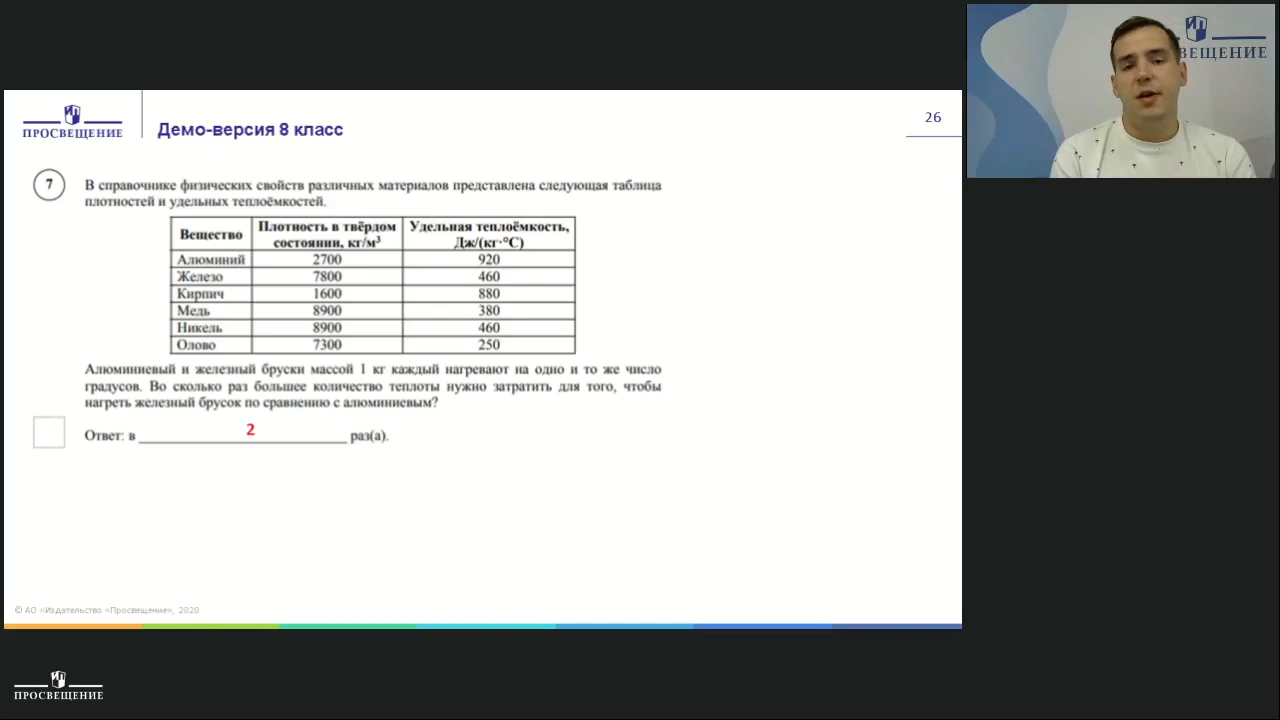 ПРОСВЕЩЕНИЕ
Демо-версия 8 класс
26
7
В справочнике физических свойств различных материалов представлена следующая таблица
плотностей и удельных теплоёмкостей.
Вещество
Плотность в твёрдом
состоянии, кг/м³
Удельная теплоёмкость,
Дж/(кг·°С)
Алюминий 2700 920
Железо 7800 460
Кирпич 1600 880
Медь 8900 380
Никель 8900 460
Олово 7300 250
Алюминиевый и железный бруски массой 1 кг каждый нагревают на одно и то же число
градусов. Во сколько раз большее количество теплоты нужно затратить для того, чтобы
нагреть железный брусок по сравнению с алюминиевым?
Ответ: в 2 раз(а).
© АО «Издательство «Просвещение», 2020
ПРОСВЕЩЕНИЕ
ВЕЩЕНИЕ